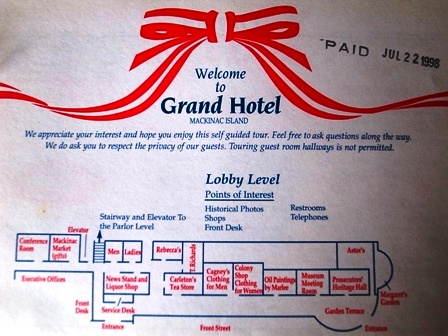 PAID JUL 22 1998
Welcome
to
Grand Hotel
MACKINAC ISLAND
We appreciate your interest and hope you enjoy this self guided tour. Feel free to ask questions along the way.
We do ask you to respect the privacy of our guests. Touring guest room hallways is not permitted.
Lobby Level
Points of Interest
Historical Photos
Shops
Front Desk
Restrooms
Telephones
Stairway and Elevator To
the Parlor Level
Elevator
Conference
Room
Mackinac
Market
(gifts)
Men
Ladies
Rebecca's
T. Richards
Astor's
Executive Offices
News Stand and
Liquor Shop
Carleton's
Tea Store
Cagney's
Clothing
for Men
Colony
Shop
Clothing
for Women
Oil Paintings
by Marlee
Museum
Meeting
Room
Prosecutors'
Heritage Hall
Margaret's
Garden
Front
Desk
Service Desk
Garden Terrace
Entrance
Front Street
Entrance